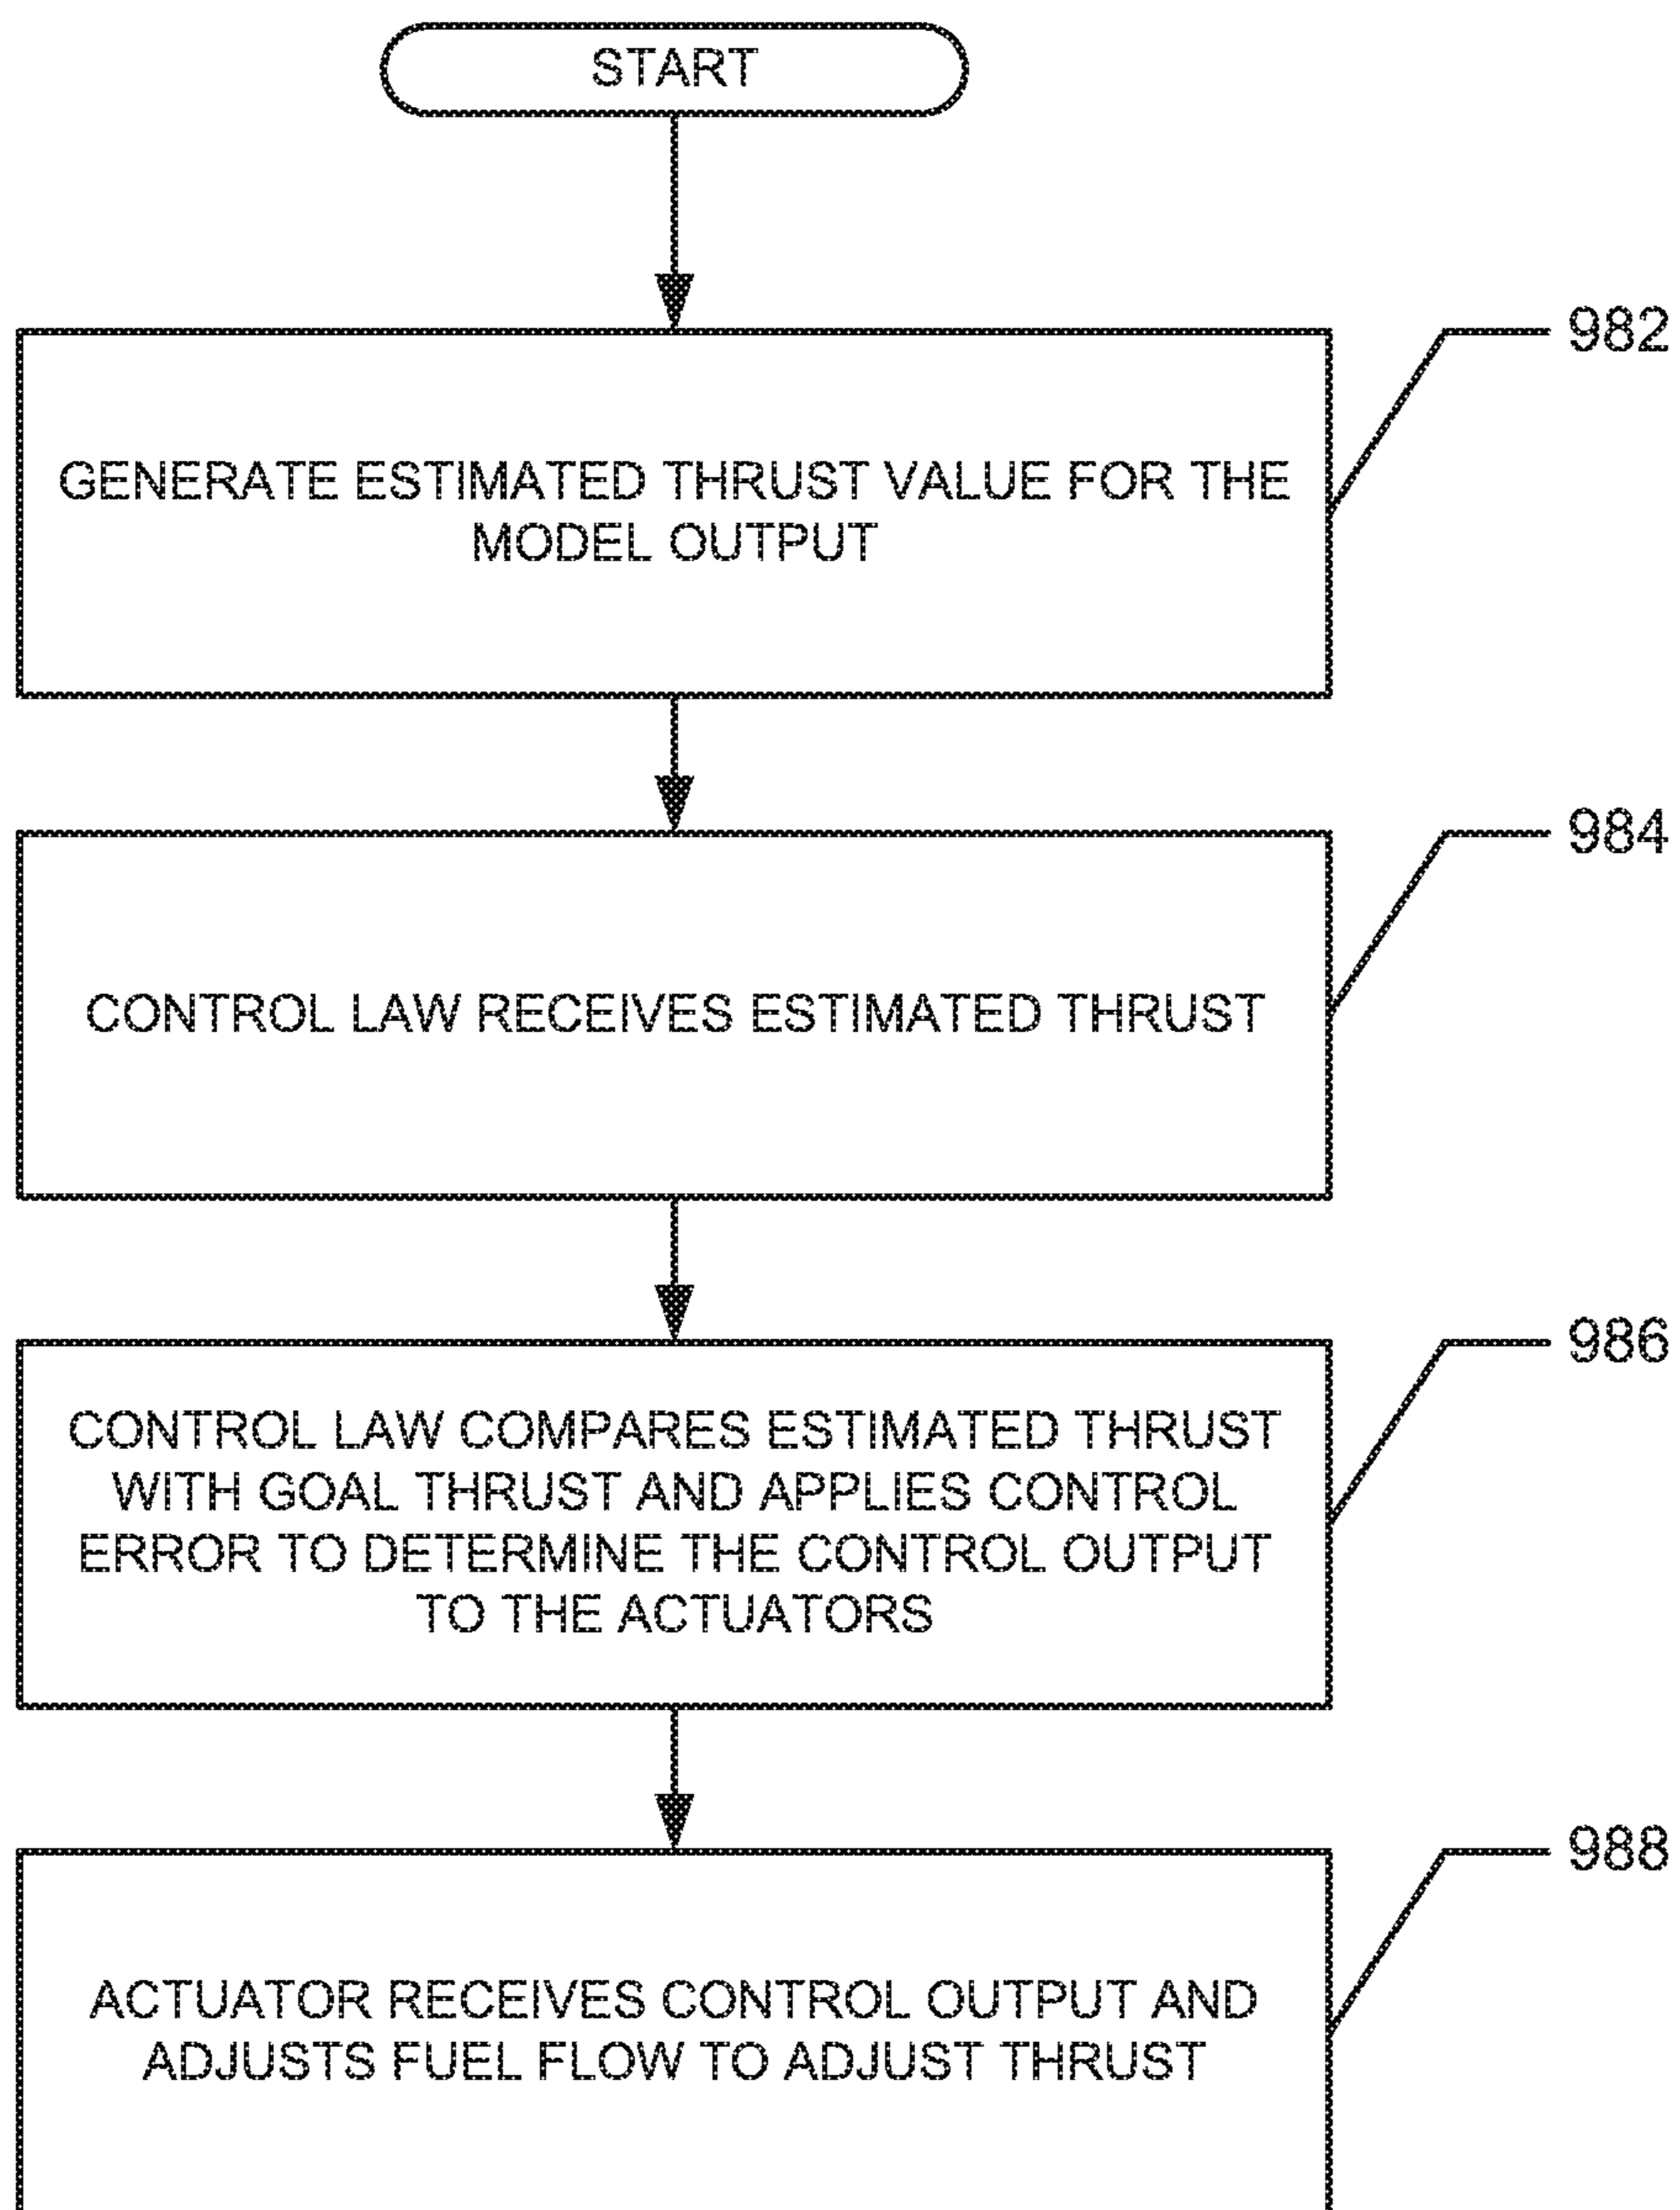 START
982
GENERATE ESTIMATED THRUST VALUE FOR THE
MODEL OUTPUT
984
CONTROL LAW RECEIVES ESTIMATED THRUST
986
CONTROL LAW COMPARES ESTIMATED THRUST
WITH GOAL THRUST AND APPLIES CONTROL
ERROR TO DETERMINE THE CONTROL OUTPUT
TO THE ACTUATORS
988
ACTUATOR RECEIVES CONTROL OUTPUT AND
ADJUSTS FUEL FLOW TO ADJUST THRUST